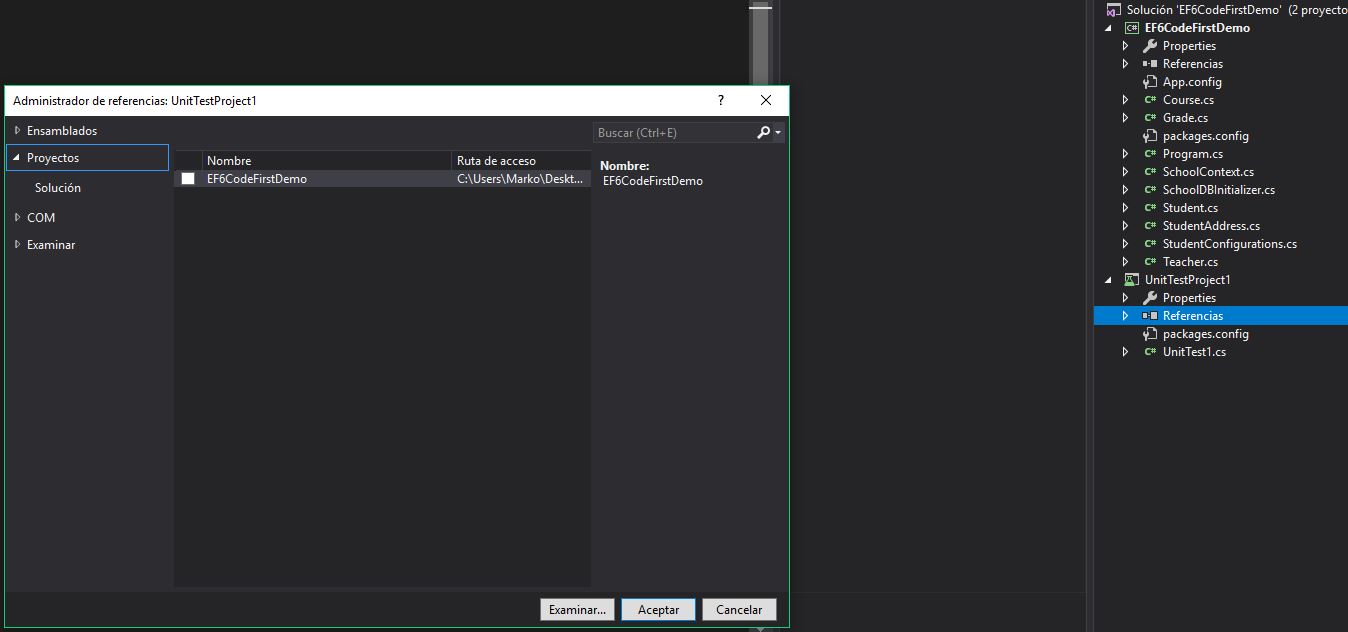 Administrador de referencias: UnitTestProject1
?
Ensamblados
Proyectos
Solución
COM
Examinar
Nombre
Ruta de acceso
EF6CodeFirstDemo
C:\Users\Marko\Deskt...
Buscar (Ctrl+E)
Nombre:
EF6CodeFirstDemo
Examinar...
Aceptar
Cancelar
Solución 'EF6CodeFirstDemo' (2 proyecto
C# EF6CodeFirstDemo
Properties
Referencias
App.config
C# Course.cs
C# Grade.cs
packages.config
C# Program.cs
C# SchoolContext.cs
C# SchoolDBInitializer.cs
C# Student.cs
C# StudentAddress.cs
C# StudentConfigurations.cs
C# Teacher.cs
UnitTestProject1
Properties
Referencias
packages.config
C# UnitTest1.cs